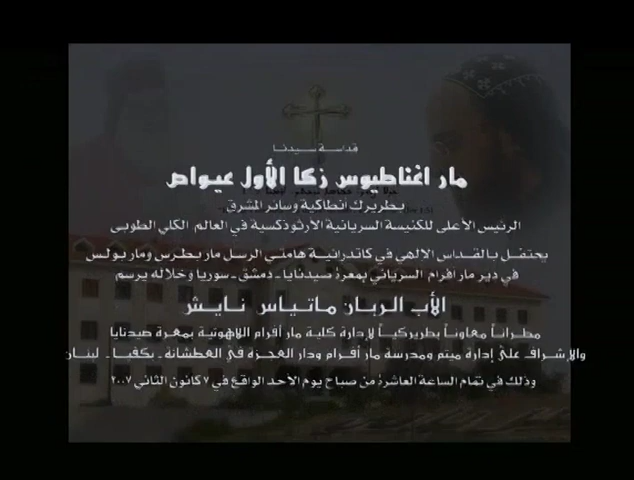 قداسة سيدنا
مار اغناطيوس زكا الأول عيواص
بطريرك أنطاكية وسائر المشرق
الرئيس الأعلى للكنيسة السريانية الأرثوذكسية في العالم الكلي الطوبى
يحتفل بالقداس الإلهي في كاتدرائية هامتي الرسل مار بطرس ومار بولس
في دير مار افرام السرياني بمعرة صيدنايا ـ دمشق ـ سوريا وخلاله يرسم
الأب الربان ماتياس نايش
مطراناً معاوناً بطريركياً لإدارة كلية مار أفرام اللاهوتية بمعرة صيدنايا
والإشراف على إدارة ميتم ومدرسة مار أفرام ودار العجزة في العطشانة ـ بكفيا ـ لبنان
وذلك في تمام الساعة العاشرة من صباح يوم الأحد الواقع في ٧ كانون الثاني ٢٠٠٧